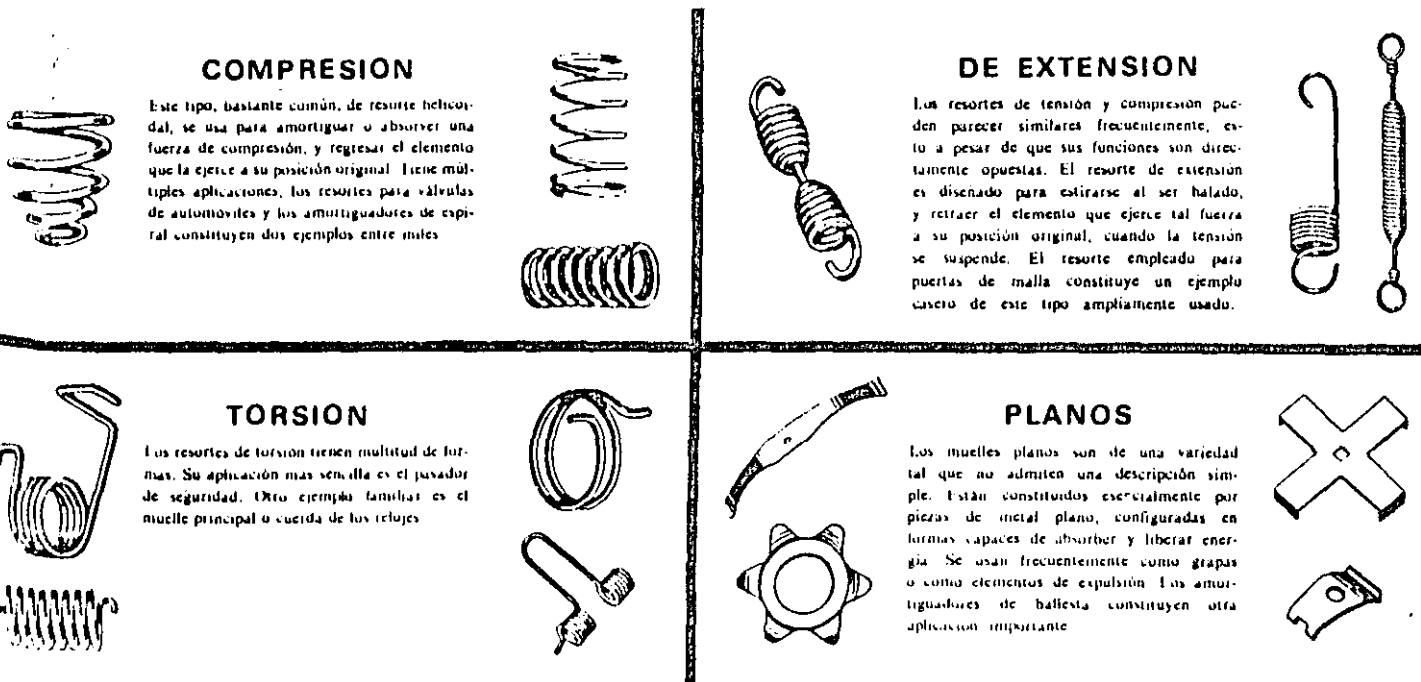 COMPRESION
Este tipo, bastante común, de resorte helicoi-
dal, se usa para amortiguar o absorver una
fuerza de compresión, y regresar el elemento
que la ejerce a su posición original. Tiene múl-
tiples aplicaciones, los resortes para válvulas
de automóviles y los amortiguadores de espi-
ral constituyen dos ejemplos entre miles
DE EXTENSION
Los resortes de tensión y compresión pue-
den parecer similares frecuentemente, es-
to a pesar de que sus funciones son direc-
tamente opuestas. El resorte de extensión
es diseñado para estirarse al ser halado,
y retraer el elemento que ejerce tal fuerza
a su posición original, cuando la tensión
se suspende. El resorte empleado para
puertas de malla constituye un ejemplo
casero de este tipo ampliamente usado.
TORSION
Los resortes de torsión tienen multitud de for-
mas. Su aplicación mas sencilla es el pasador
de seguridad. Otro ejemplo familiar es el
muelle principal o cuerda de los relojes
PLANOS
Los muelles planos son de una variedad
tal que no admiten una descripción sim-
ple. Están constituidos esencialmente por
piezas de metal plano, configuradas en
formas capaces de absorber y liberar ener-
gía. Se usan frecuentemente como grapas
o como elementos de expulsión. Los amor-
tiguadores de ballesta constituyen otra
aplicación importante